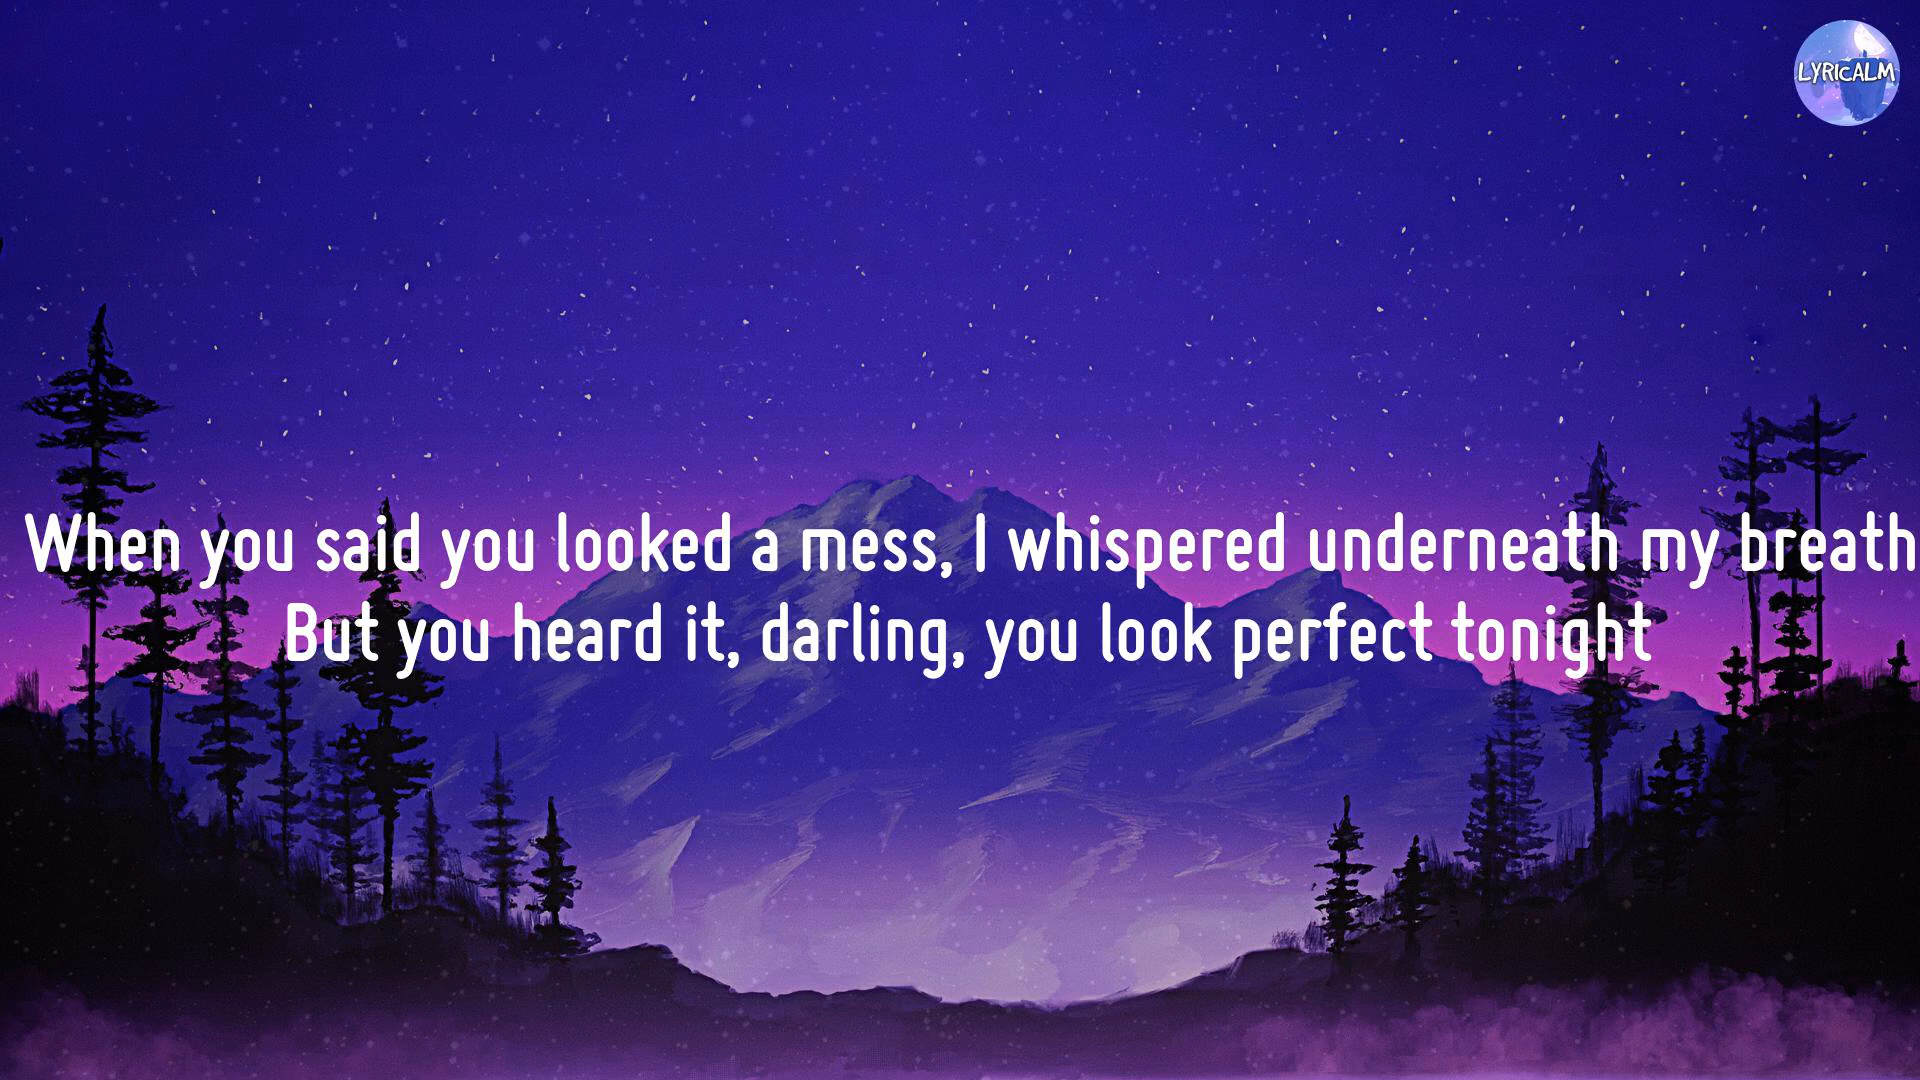 LYRICALM
When you said you looked a mess, I whispered underneath my breath
But you heard it, darling, you look perfect tonight